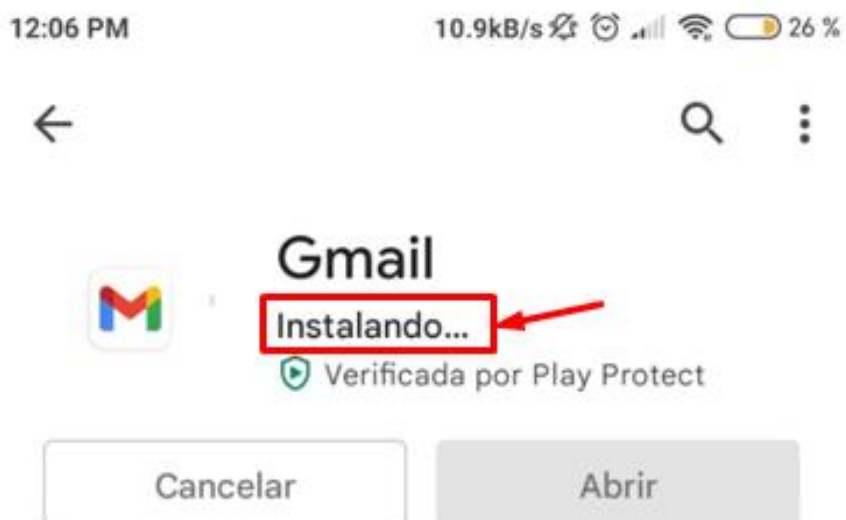 12:06 PM 10.9kB/s 26 %
Gmail
Instalando...
Verificada por Play Protect
Cancelar Abrir